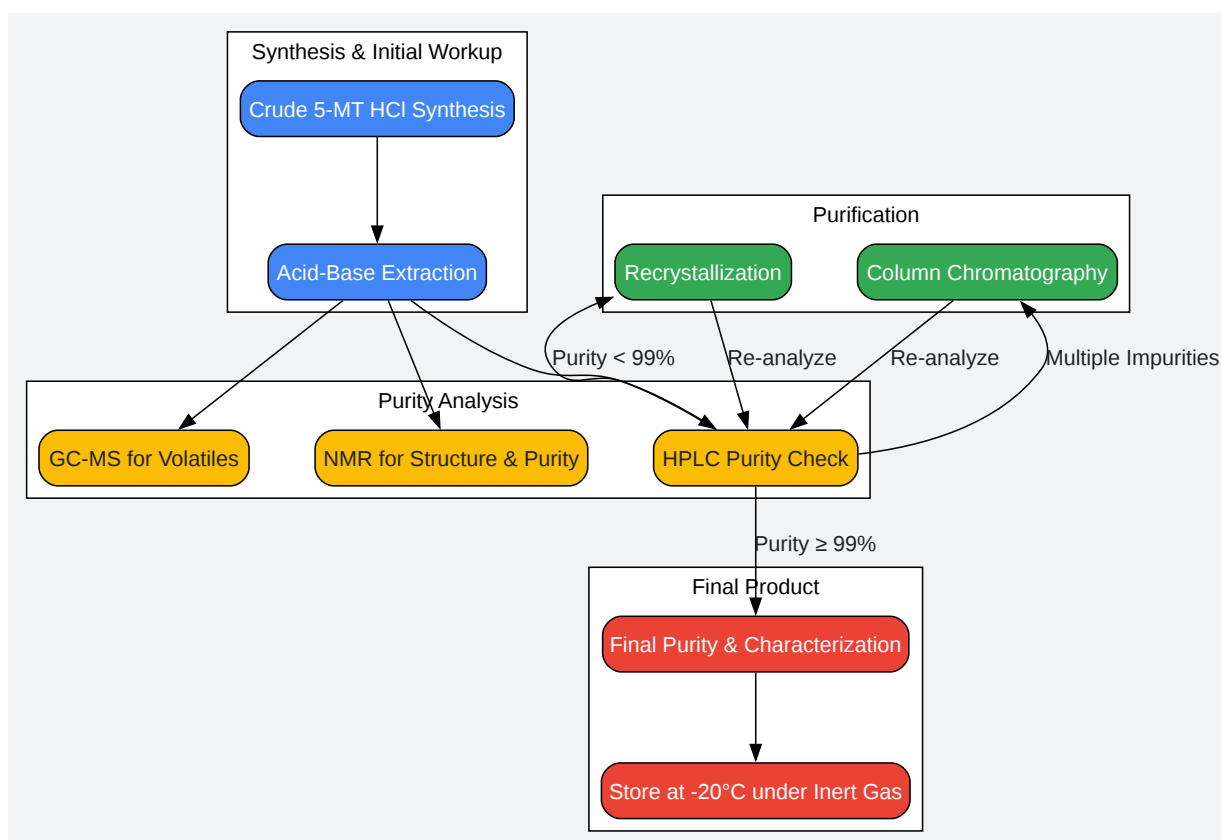 Synthesis & Initial Workup
Crude 5-MT HCl Synthesis
Purification
Acid-Base Extraction
Recrystallization
Column Chromatography
Purity < 99%
Re-analyze
Re-analyze
Multiple Impurities
Purity Analysis
GC-MS for Volatiles
NMR for Structure & Purity
HPLC Purity Check
Purity ≥ 99%
Final Product
Final Purity & Characterization
Store at -20°C under Inert Gas